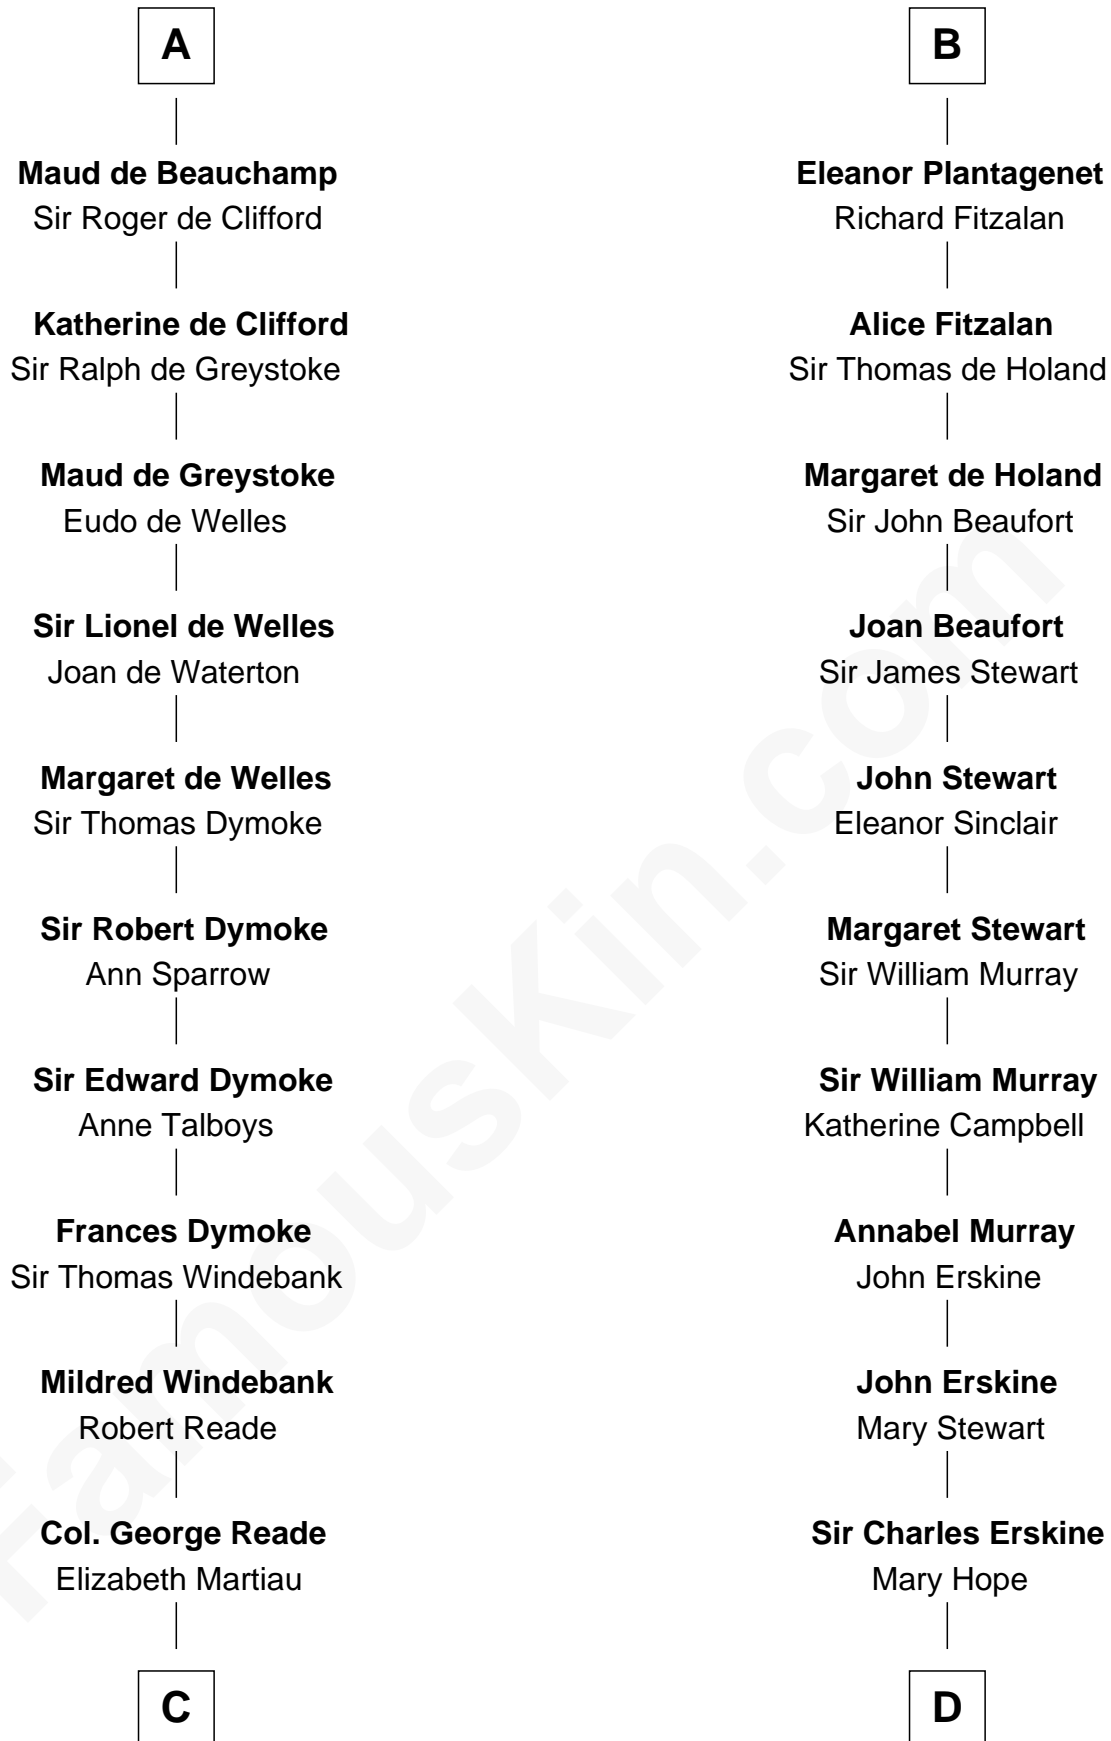 A
Maud de Beauchamp
Sir Roger de Clifford
Katherine de Clifford
Sir Ralph de Greystoke
Maud de Greystoke
Eudo de Welles
Sir Lionel de Welles
Joan de Waterton
Margaret de Welles
Sir Thomas Dymoke
Sir Robert Dymoke
Ann Sparrow
Sir Edward Dymoke
Anne Talboys
Frances Dymoke
Sir Thomas Windebank
Mildred Windebank
Robert Reade
Col. George Reade
Elizabeth Martiau
C
B
Eleanor Plantagenet
Richard Fitzalan
Alice Fitzalan
Sir Thomas de Holand
Margaret de Holand
Sir John Beaufort
Joan Beaufort
Sir James Stewart
John Stewart
Eleanor Sinclair
Margaret Stewart
Sir William Murray
Sir William Murray
Katherine Campbell
Annabel Murray
John Erskine
John Erskine
Mary Stewart
Sir Charles Erskine
Mary Hope
D
FamousKin.com